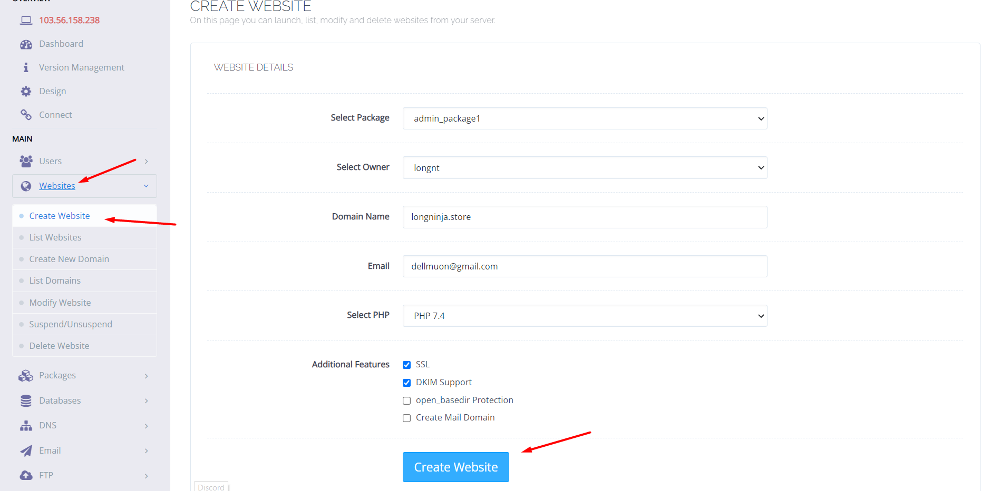 OVERVIEW
103.56.158.238
Dashboard
Version Management
Design
Connect
MAIN
Users
Websites
Create Website
List Websites
Create New Domain
List Domains
Modify Website
Suspend/Unsuspend
Delete Website
Packages
Databases
DNS
Email
FTP
CREATE WEBSITE
On this page you can launch, list, modify and delete websites from your server.
WEBSITE DETAILS
Select Package admin_package1
Select Owner longnt
Domain Name longninja.store
Email dellmuon@gmail.com
Select PHP PHP 7.4
Additional Features SSL
DKIM Support
open_basedir Protection
Create Mail Domain
Create Website
Discord